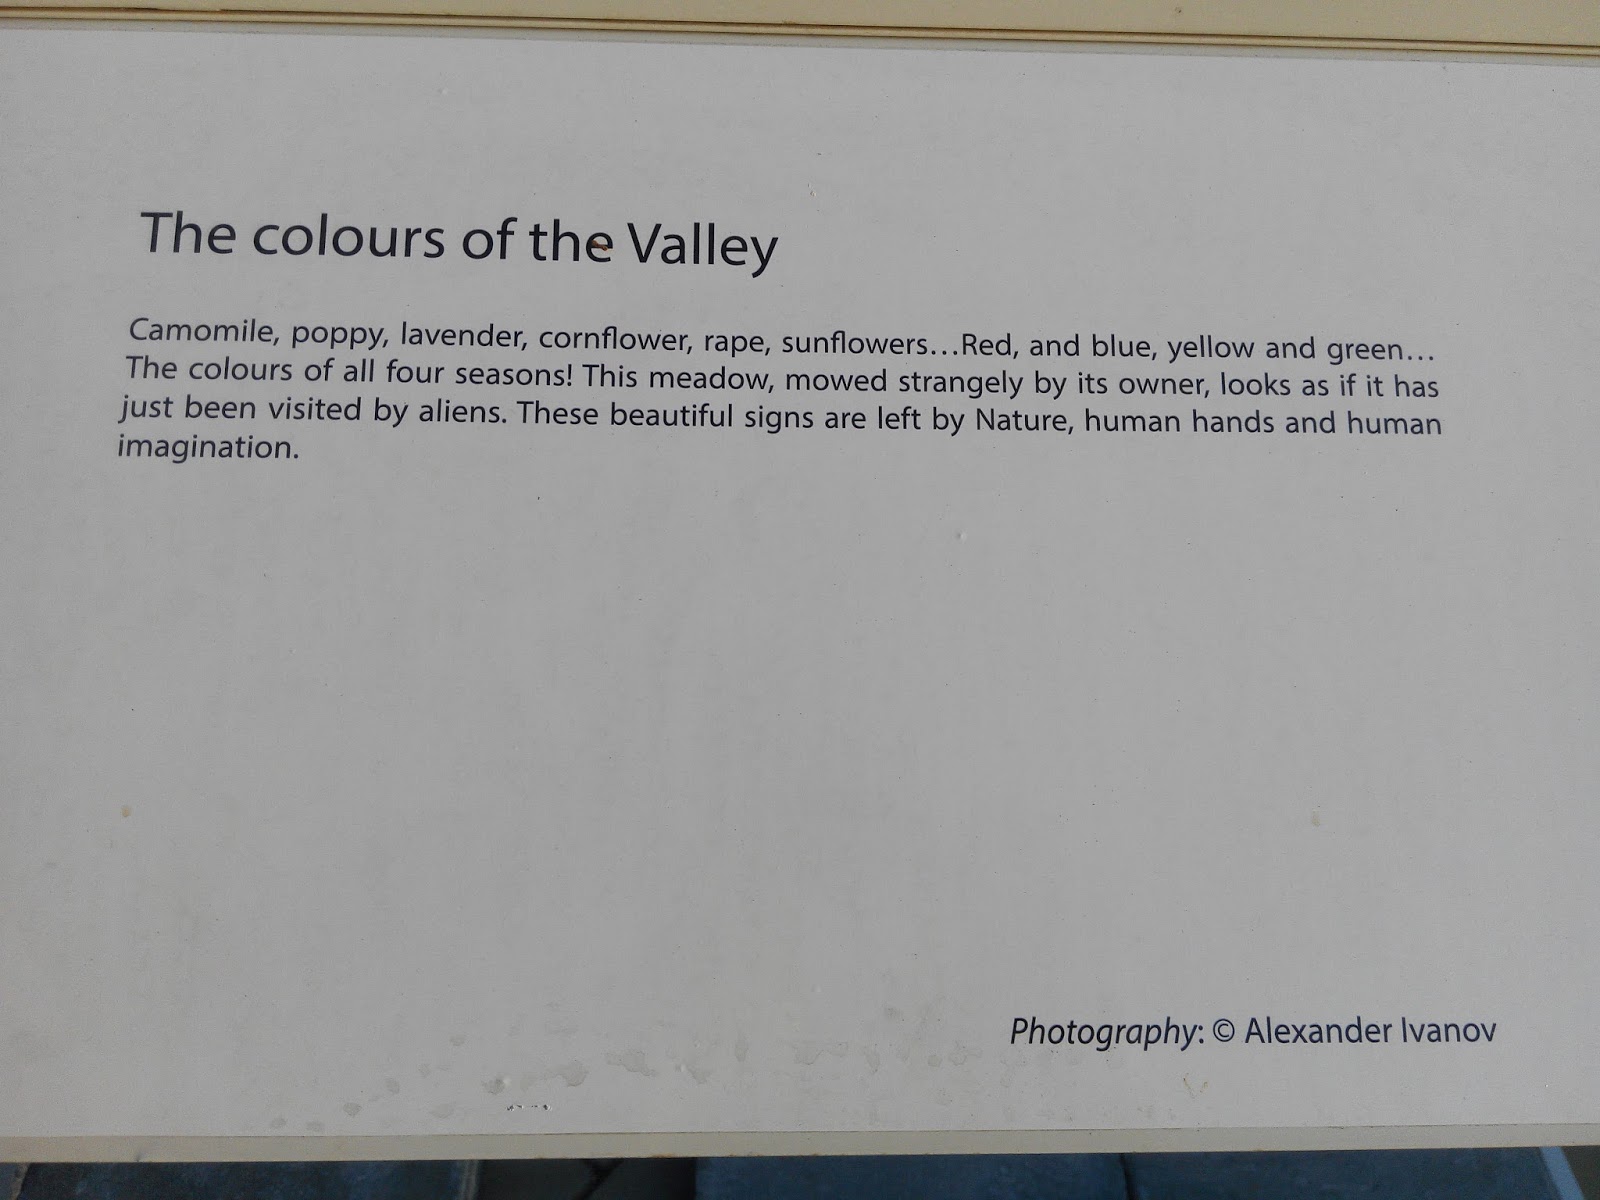 The colours of the Valley
Camomile, poppy, lavender, cornflower, rape, sunflowers…Red, and blue, yellow and green…
The colours of all four seasons! This meadow, mowed strangely by its owner, looks as if it has
just been visited by aliens. These beautiful signs are left by Nature, human hands and human
imagination.
Photography: © Alexander Ivanov